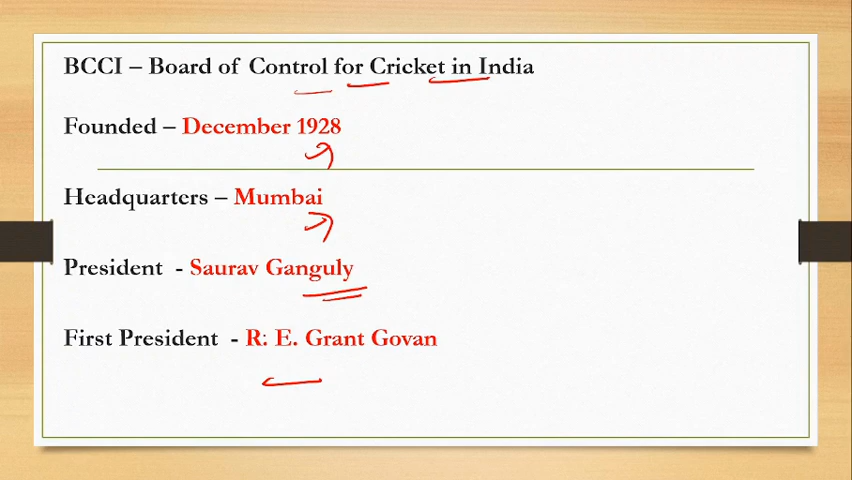 BCCI – Board of Control for Cricket in India
Founded – December 1928
Headquarters – Mumbai
President - Saurav Ganguly
First President - R. E. Grant Govan